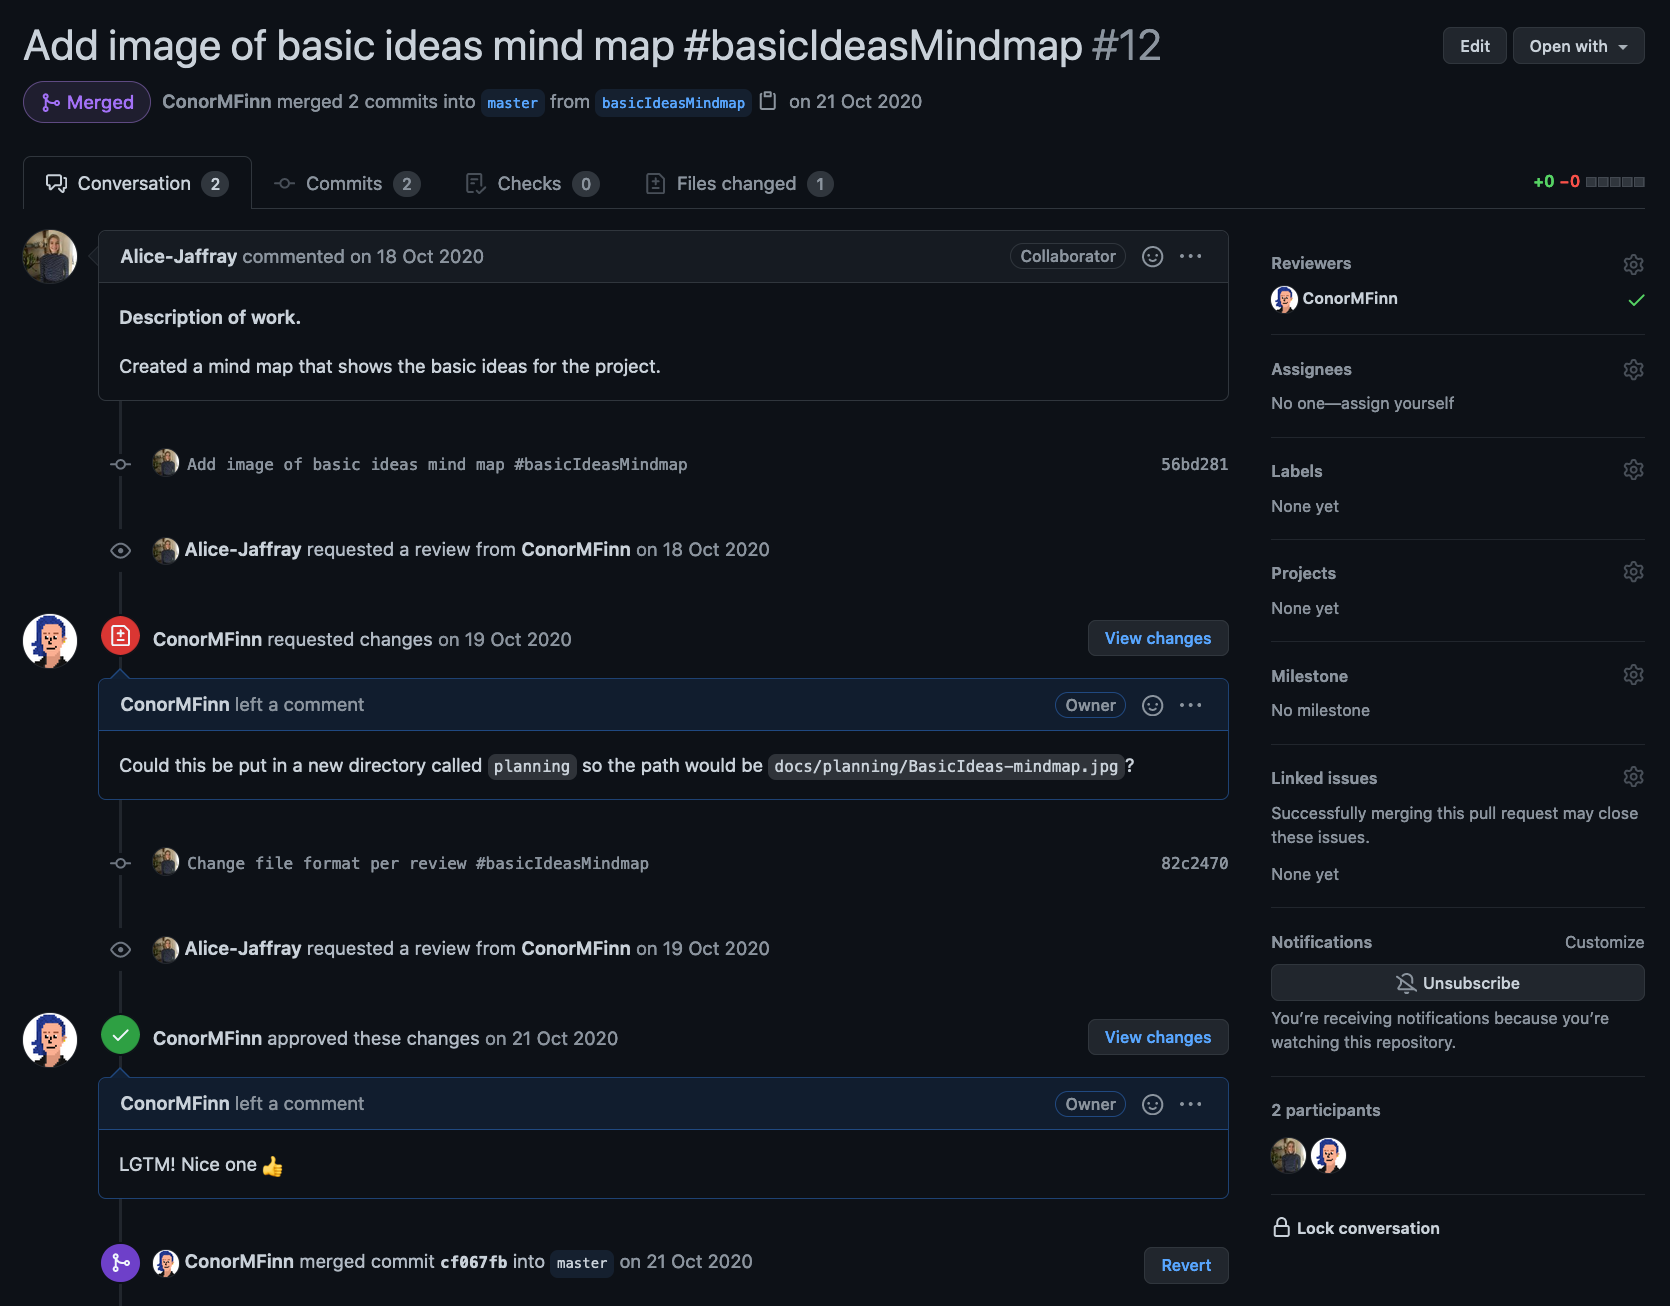 Add image of basic ideas mind map #basicIdeasMindmap #12
Edit
Open with
Merged
ConorMFinn merged 2 commits into master from basicIdeasMindmap on 21 Oct 2020
Conversation 2
Commits 2
Checks 0
Files changed 1
+0 −0
Alice-Jaffray commented on 18 Oct 2020
Collaborator
Description of work.
Created a mind map that shows the basic ideas for the project.
Add image of basic ideas mind map #basicIdeasMindmap
56bd281
Alice-Jaffray requested a review from ConorMFinn on 18 Oct 2020
ConorMFinn requested changes on 19 Oct 2020
View changes
ConorMFinn left a comment
Owner
Could this be put in a new directory called planning so the path would be docs/planning/BasicIdeas-mindmap.jpg ?
Change file format per review #basicIdeasMindmap
82c2470
Alice-Jaffray requested a review from ConorMFinn on 19 Oct 2020
ConorMFinn approved these changes on 21 Oct 2020
View changes
ConorMFinn left a comment
Owner
LGTM! Nice one 👍
ConorMFinn merged commit cf067fb into master on 21 Oct 2020
Revert
Reviewers
ConorMFinn
Assignees
No one—assign yourself
Labels
None yet
Projects
None yet
Milestone
No milestone
Linked issues
Successfully merging this pull request may close
these issues.
None yet
Notifications
Customize
Unsubscribe
You're receiving notifications because you're
watching this repository.
2 participants
Lock conversation